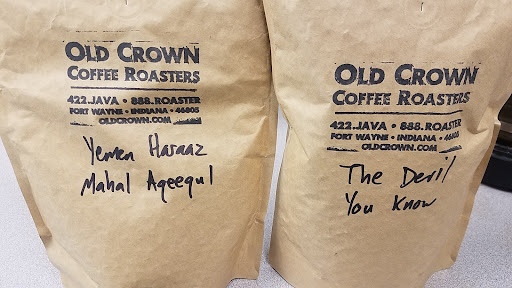 OLD CROWN
COFFEE ROASTERS
422.JAVA • 888.ROASTER
FORT WAYNE • INDIANA • 46805
OLDCROWN.COM
Yemen Haraaz
Mahal Aqeequl
OLD CROWN
COFFEE ROASTERS
422.JAVA • 888.ROASTER
FORT WAYNE • INDIANA • 46805
OLDCROWN.COM
The Devil
You Know